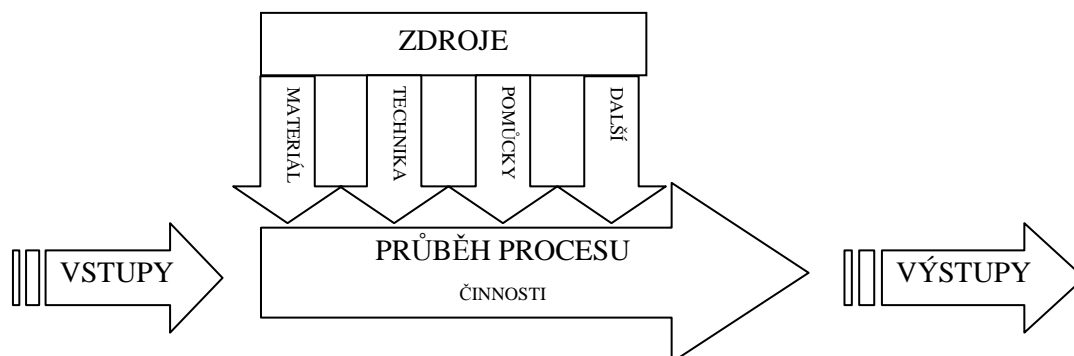 ZDROJE
MATERIÁL
TECHNIKA
POMŮCKY
DALŠÍ
VSTUPY
PRŮBĚH PROCESU
ČINNOSTI
VÝSTUPY